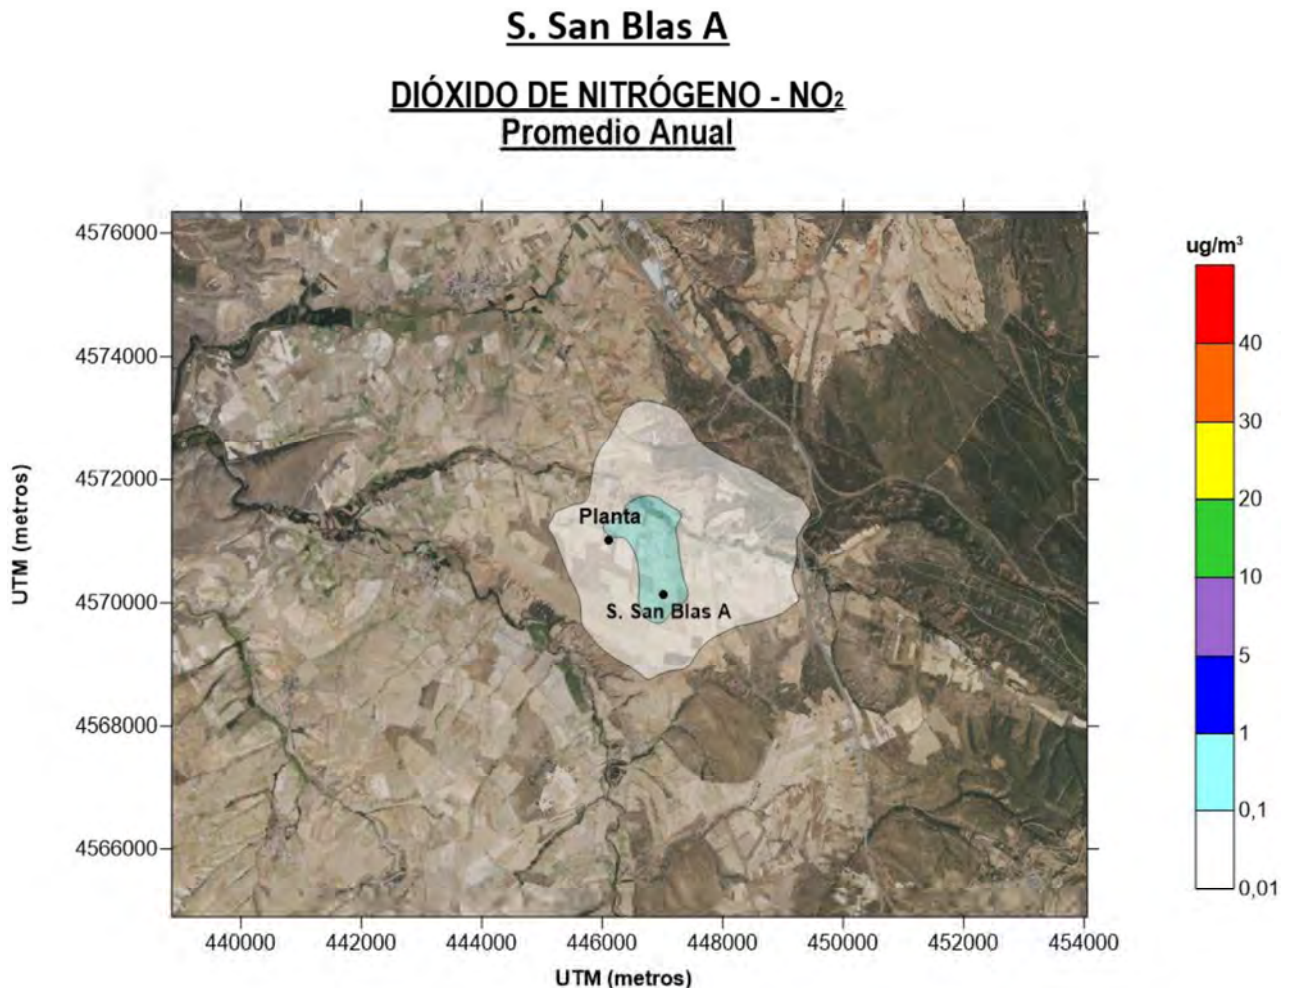 S. San Blas A
DIÓXIDO DE NITRÓGENO - NO₂
Promedio Anual
ug/m³
4576000
4574000
4572000
4570000
4568000
4566000
UTM (metros)
Planta
S. San Blas A
40
30
20
10
5
1
0,1
0,01
440000 442000 444000 446000 448000 450000 452000 454000
UTM (metros)